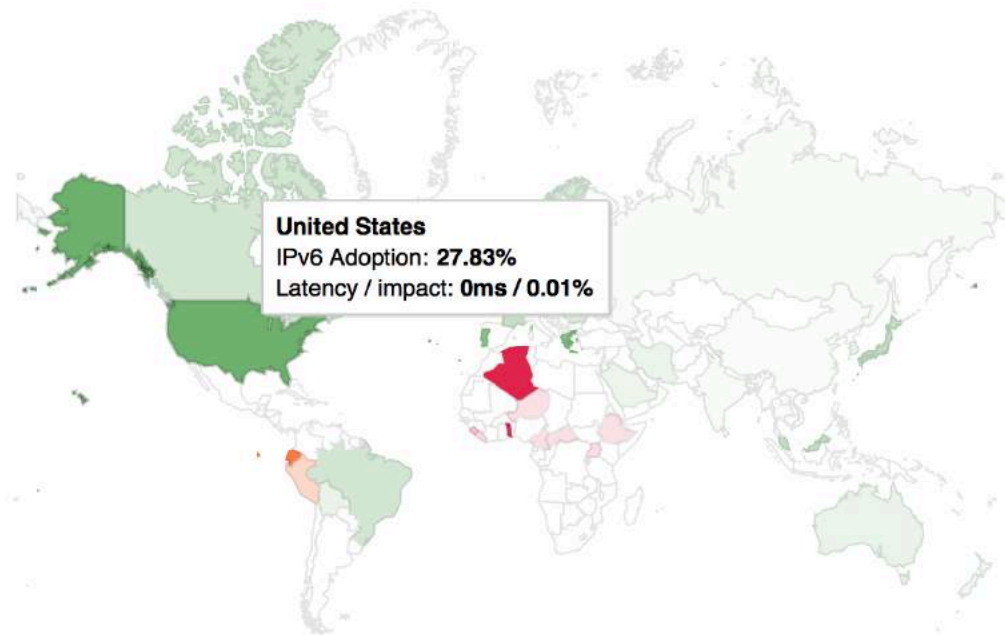 United States
IPv6 Adoption: 27.83%
Latency / impact: 0ms / 0.01%